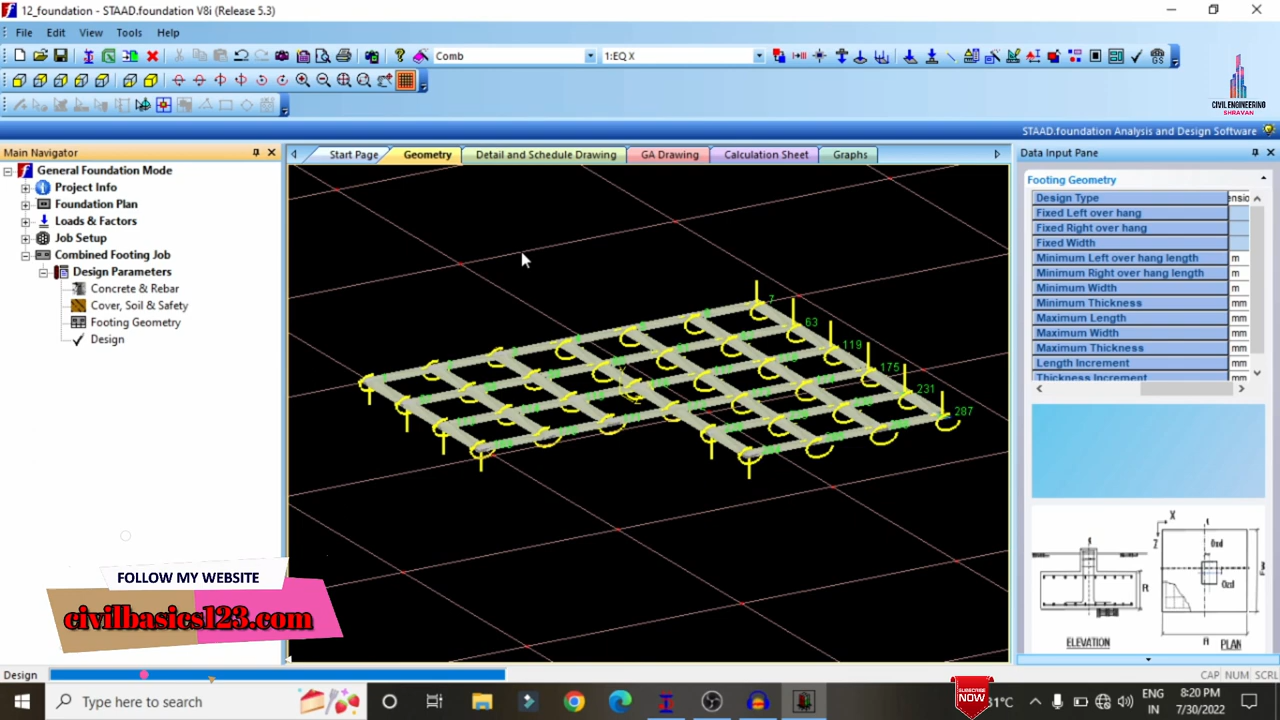 12_foundation - STAAD.foundation V8i (Release 5.3)
File Edit View Tools Help
Comb
1:EQ X
CIVIL ENGINEERING
SHRAVAN
STAAD.foundation Analysis and Design Software
Main Navigator
Start Page
Geometry
Detail and Schedule Drawing
GA Drawing
Calculation Sheet
Graphs
Data Input Pane
General Foundation Mode
Project Info
Foundation Plan
Loads & Factors
Job Setup
Combined Footing Job
Design Parameters
Concrete & Rebar
Cover, Soil & Safety
Footing Geometry
Design
7
63
119
175
231
287
Footing Geometry
Design Type
Fixed Left over hang
Fixed Right over hang
Fixed Width
Minimum Left over hang length m
Minimum Right over hang length m
Minimum Width m
Minimum Thickness mm
Maximum Length mm
Maximum Width mm
Maximum Thickness mm
Length Increment mm
Thickness Increment mm
X
Z
Ozd
Oxd
R
ELEVATION
PLAN
FOLLOW MY WEBSITE
civilbasics123.com
Design
CAP NUM SCRL
Type here to search
SUBSCRIBE
NOW
31°C
ENG
IN
8:20 PM
7/30/2022